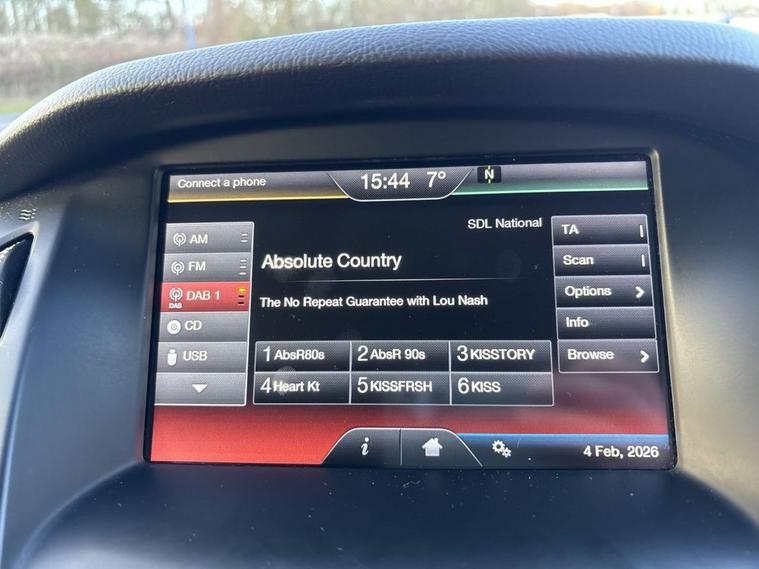 Connect a phone
15:44 7°
N
SDL National
AM
FM
DAB 1
DAB
CD
USB
Absolute Country
The No Repeat Guarantee with Lou Nash
1 AbsR80s
2 AbsR 90s
3 KISSTORY
4 Heart Kt
5 KISSFRSH
6 KISS
TA
Scan
Options
Info
Browse
i
4 Feb, 2026